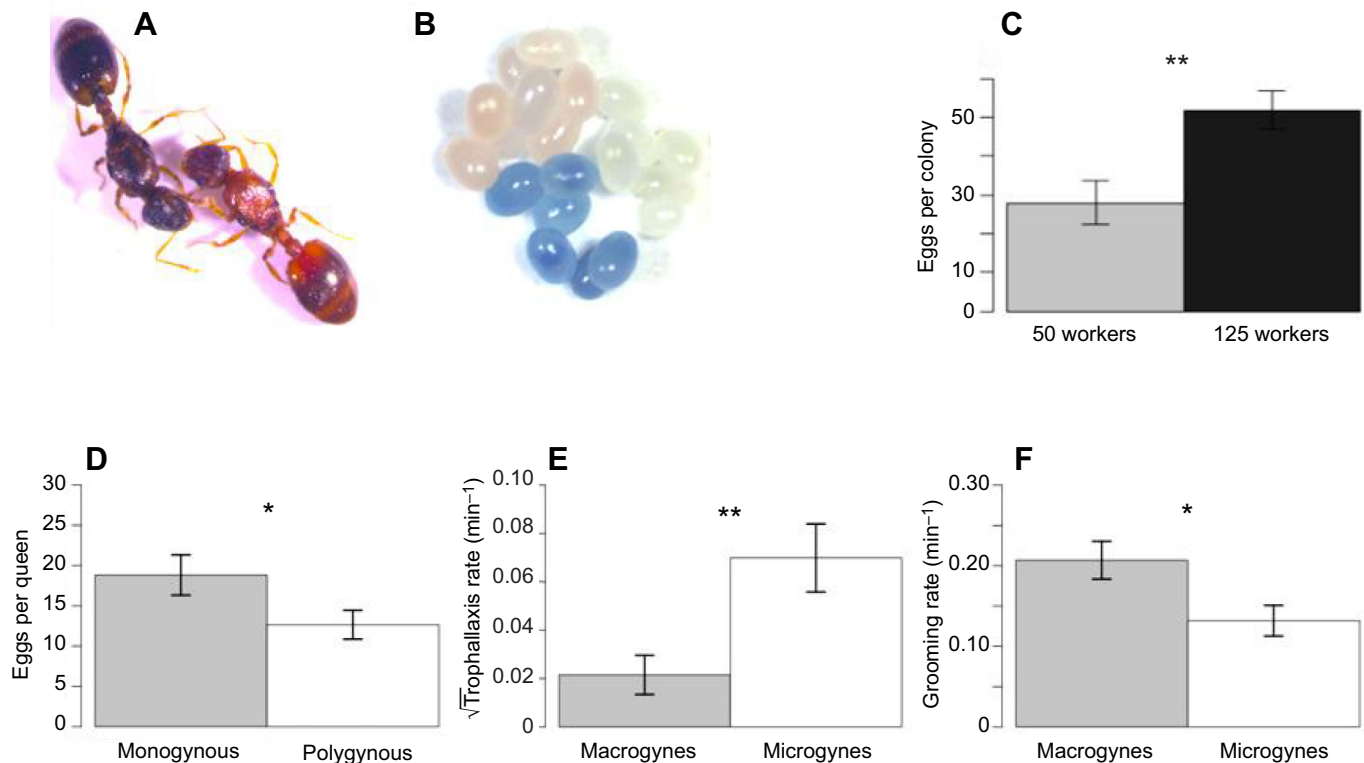 A
B
C
**
Eggs per colony
50
30
10
0
50 workers
125 workers
D
*
Eggs per queen
30
25
20
15
10
5
0
Monogynous
Polygynous
E
**
√Trophallaxis rate (min–1)
0.10
0.08
0.06
0.04
0.02
0
Macrogynes
Microgynes
F
*
Grooming rate (min–1)
0.30
0.20
0.10
0
Macrogynes
Microgynes